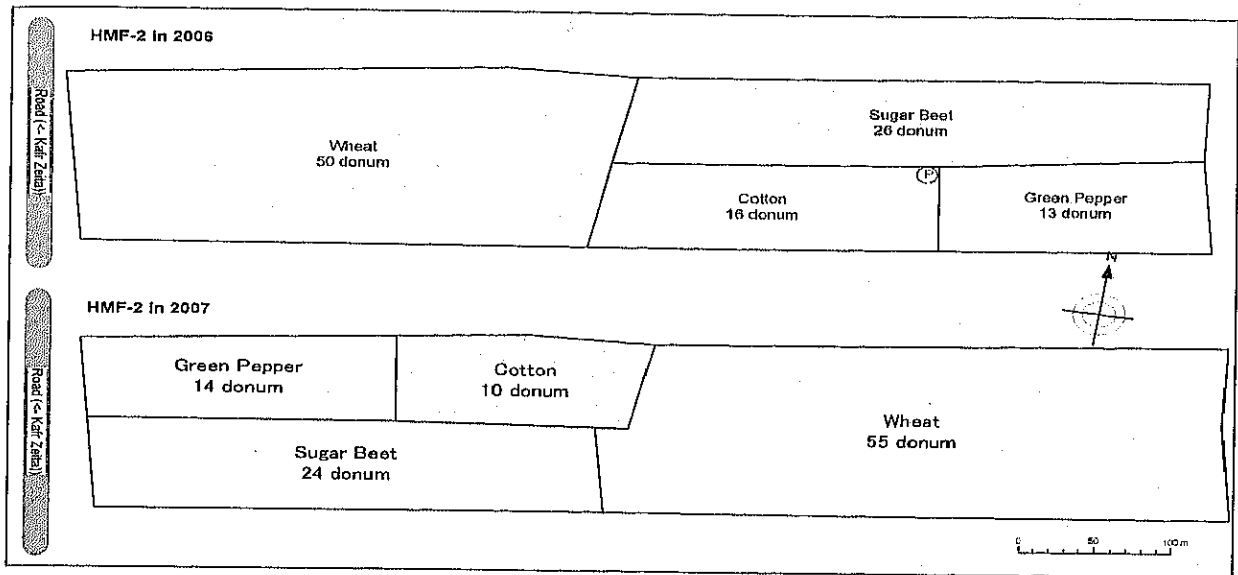 HMF-2 in 2006
Road (<- Kafr Zeita))
Wheat
50 donum
Sugar Beet
26 donum
P
Cotton
16 donum
Green Pepper
13 donum
N
HMF-2 in 2007
Road (<- Kafr Zeita))
Green Pepper
14 donum
Cotton
10 donum
Wheat
55 donum
Sugar Beet
24 donum
0 50 100m